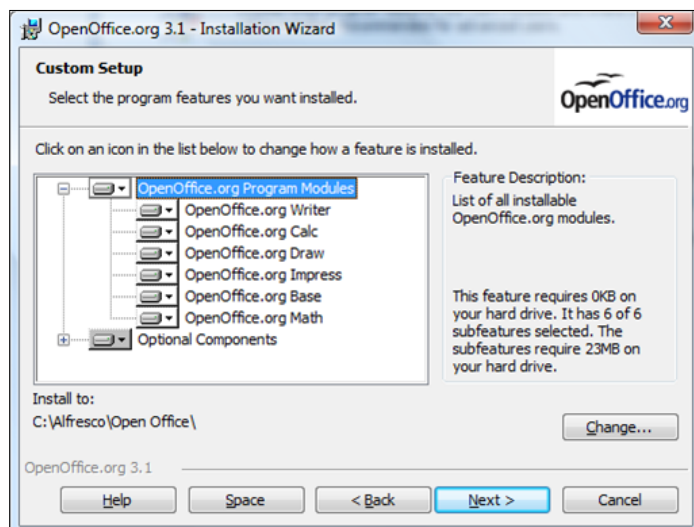 OpenOffice.org 3.1 - Installation Wizard
Custom Setup
Select the program features you want installed.
OpenOffice.org
Click on an icon in the list below to change how a feature is installed.
OpenOffice.org Program Modules
OpenOffice.org Writer
OpenOffice.org Calc
OpenOffice.org Draw
OpenOffice.org Impress
OpenOffice.org Base
OpenOffice.org Math
Optional Components
Feature Description:
List of all installable
OpenOffice.org modules.
This feature requires 0KB on
your hard drive. It has 6 of 6
subfeatures selected. The
subfeatures require 23MB on
your hard drive.
Install to:
C:\Alfresco\Open Office\
Change...
OpenOffice.org 3.1
Help
Space
< Back
Next >
Cancel